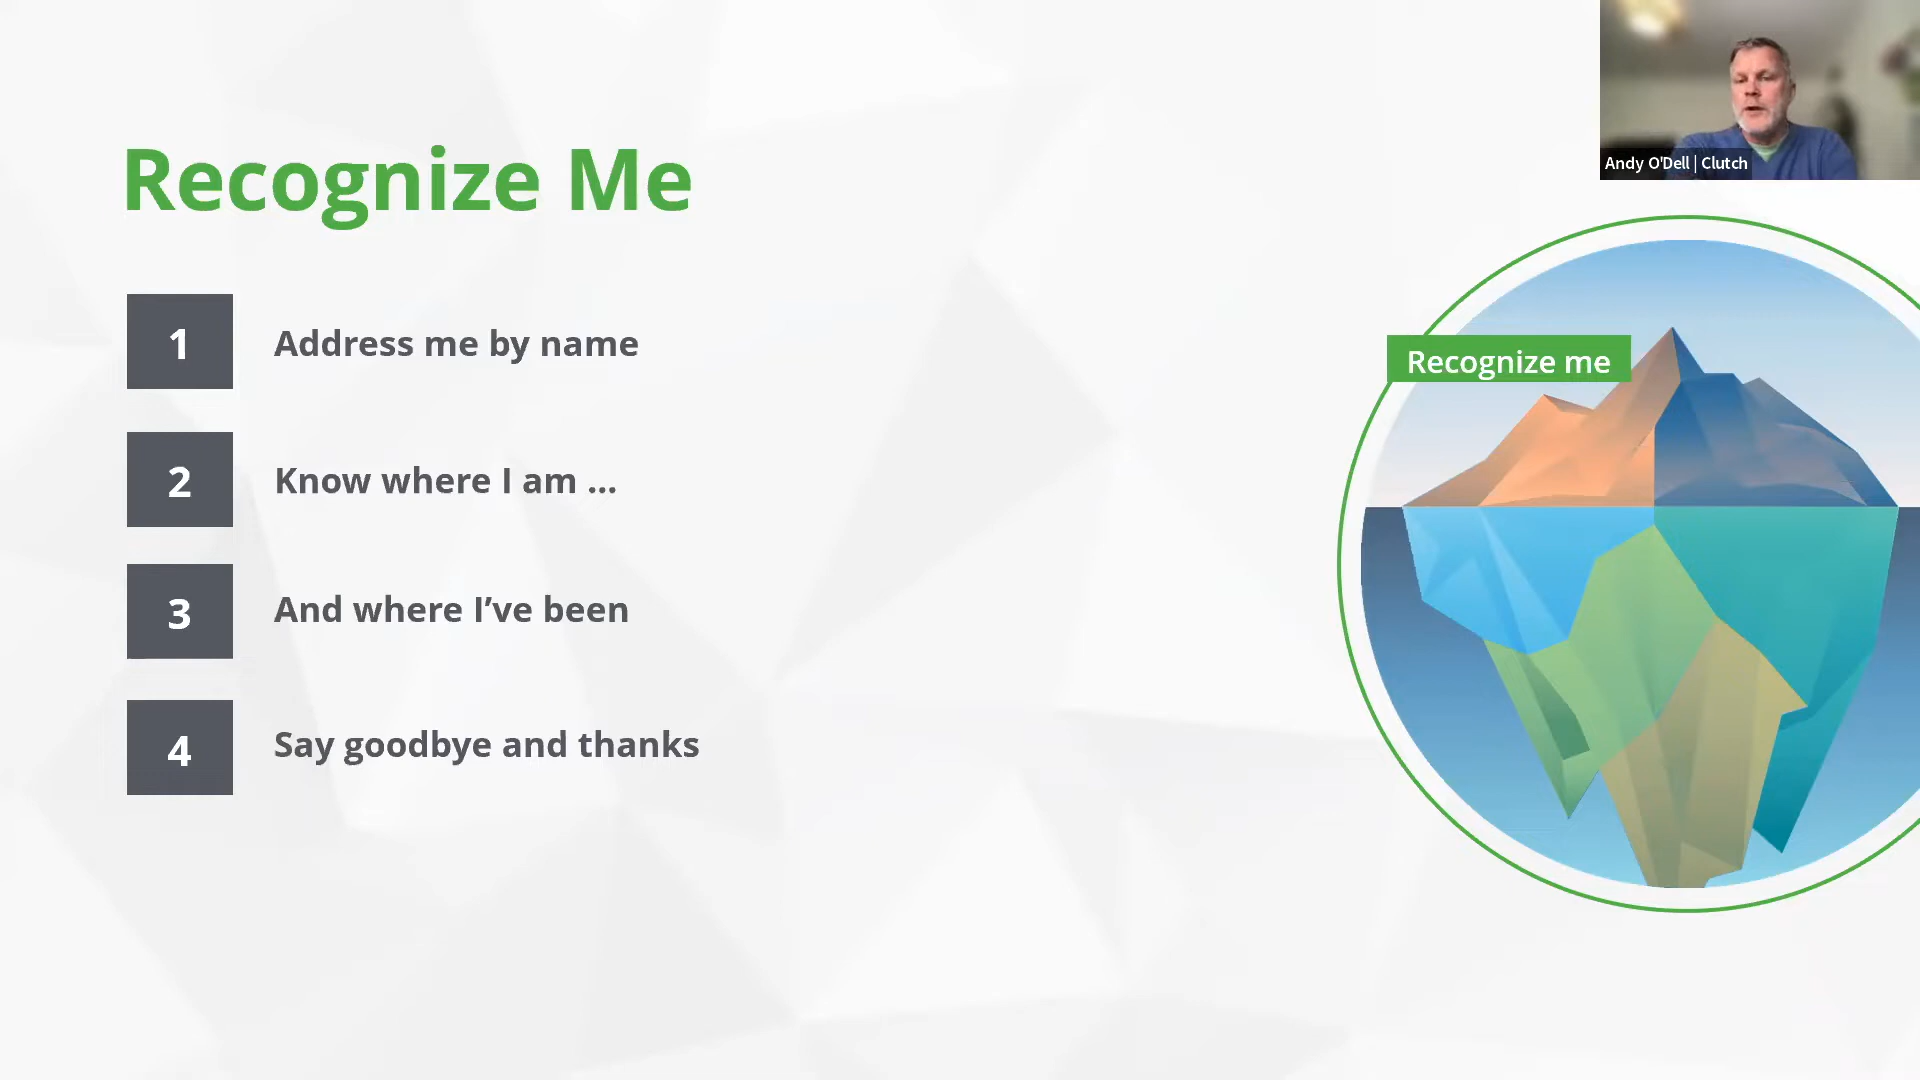 Andy O'Dell | Clutch
Recognize Me
1
Address me by name
Recognize me
2
Know where I am ...
3
And where I’ve been
4
Say goodbye and thanks